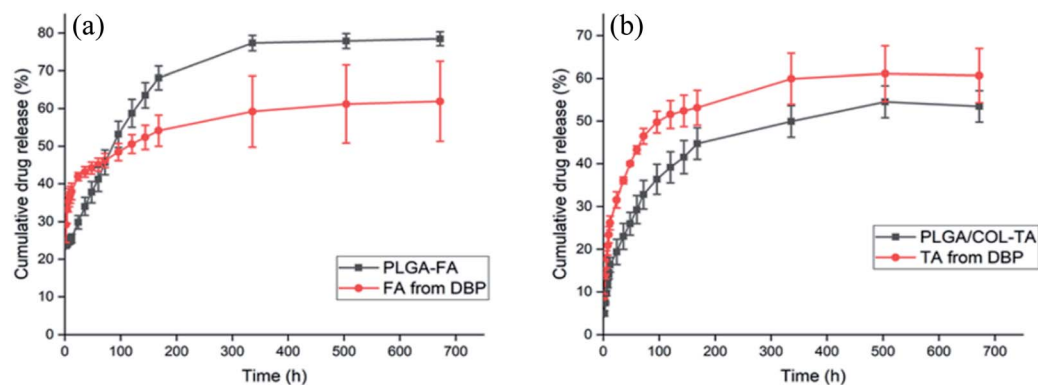 (a)
Cumulative drug release (%)
80
70
60
50
40
30
20
10
0
PLGA-FA
FA from DBP
0 100 200 300 400 500 600 700
Time (h)
(b)
Cumulative drug release (%)
70
60
50
40
30
20
10
0
PLGA/COL-TA
TA from DBP
0 100 200 300 400 500 600 700
Time (h)